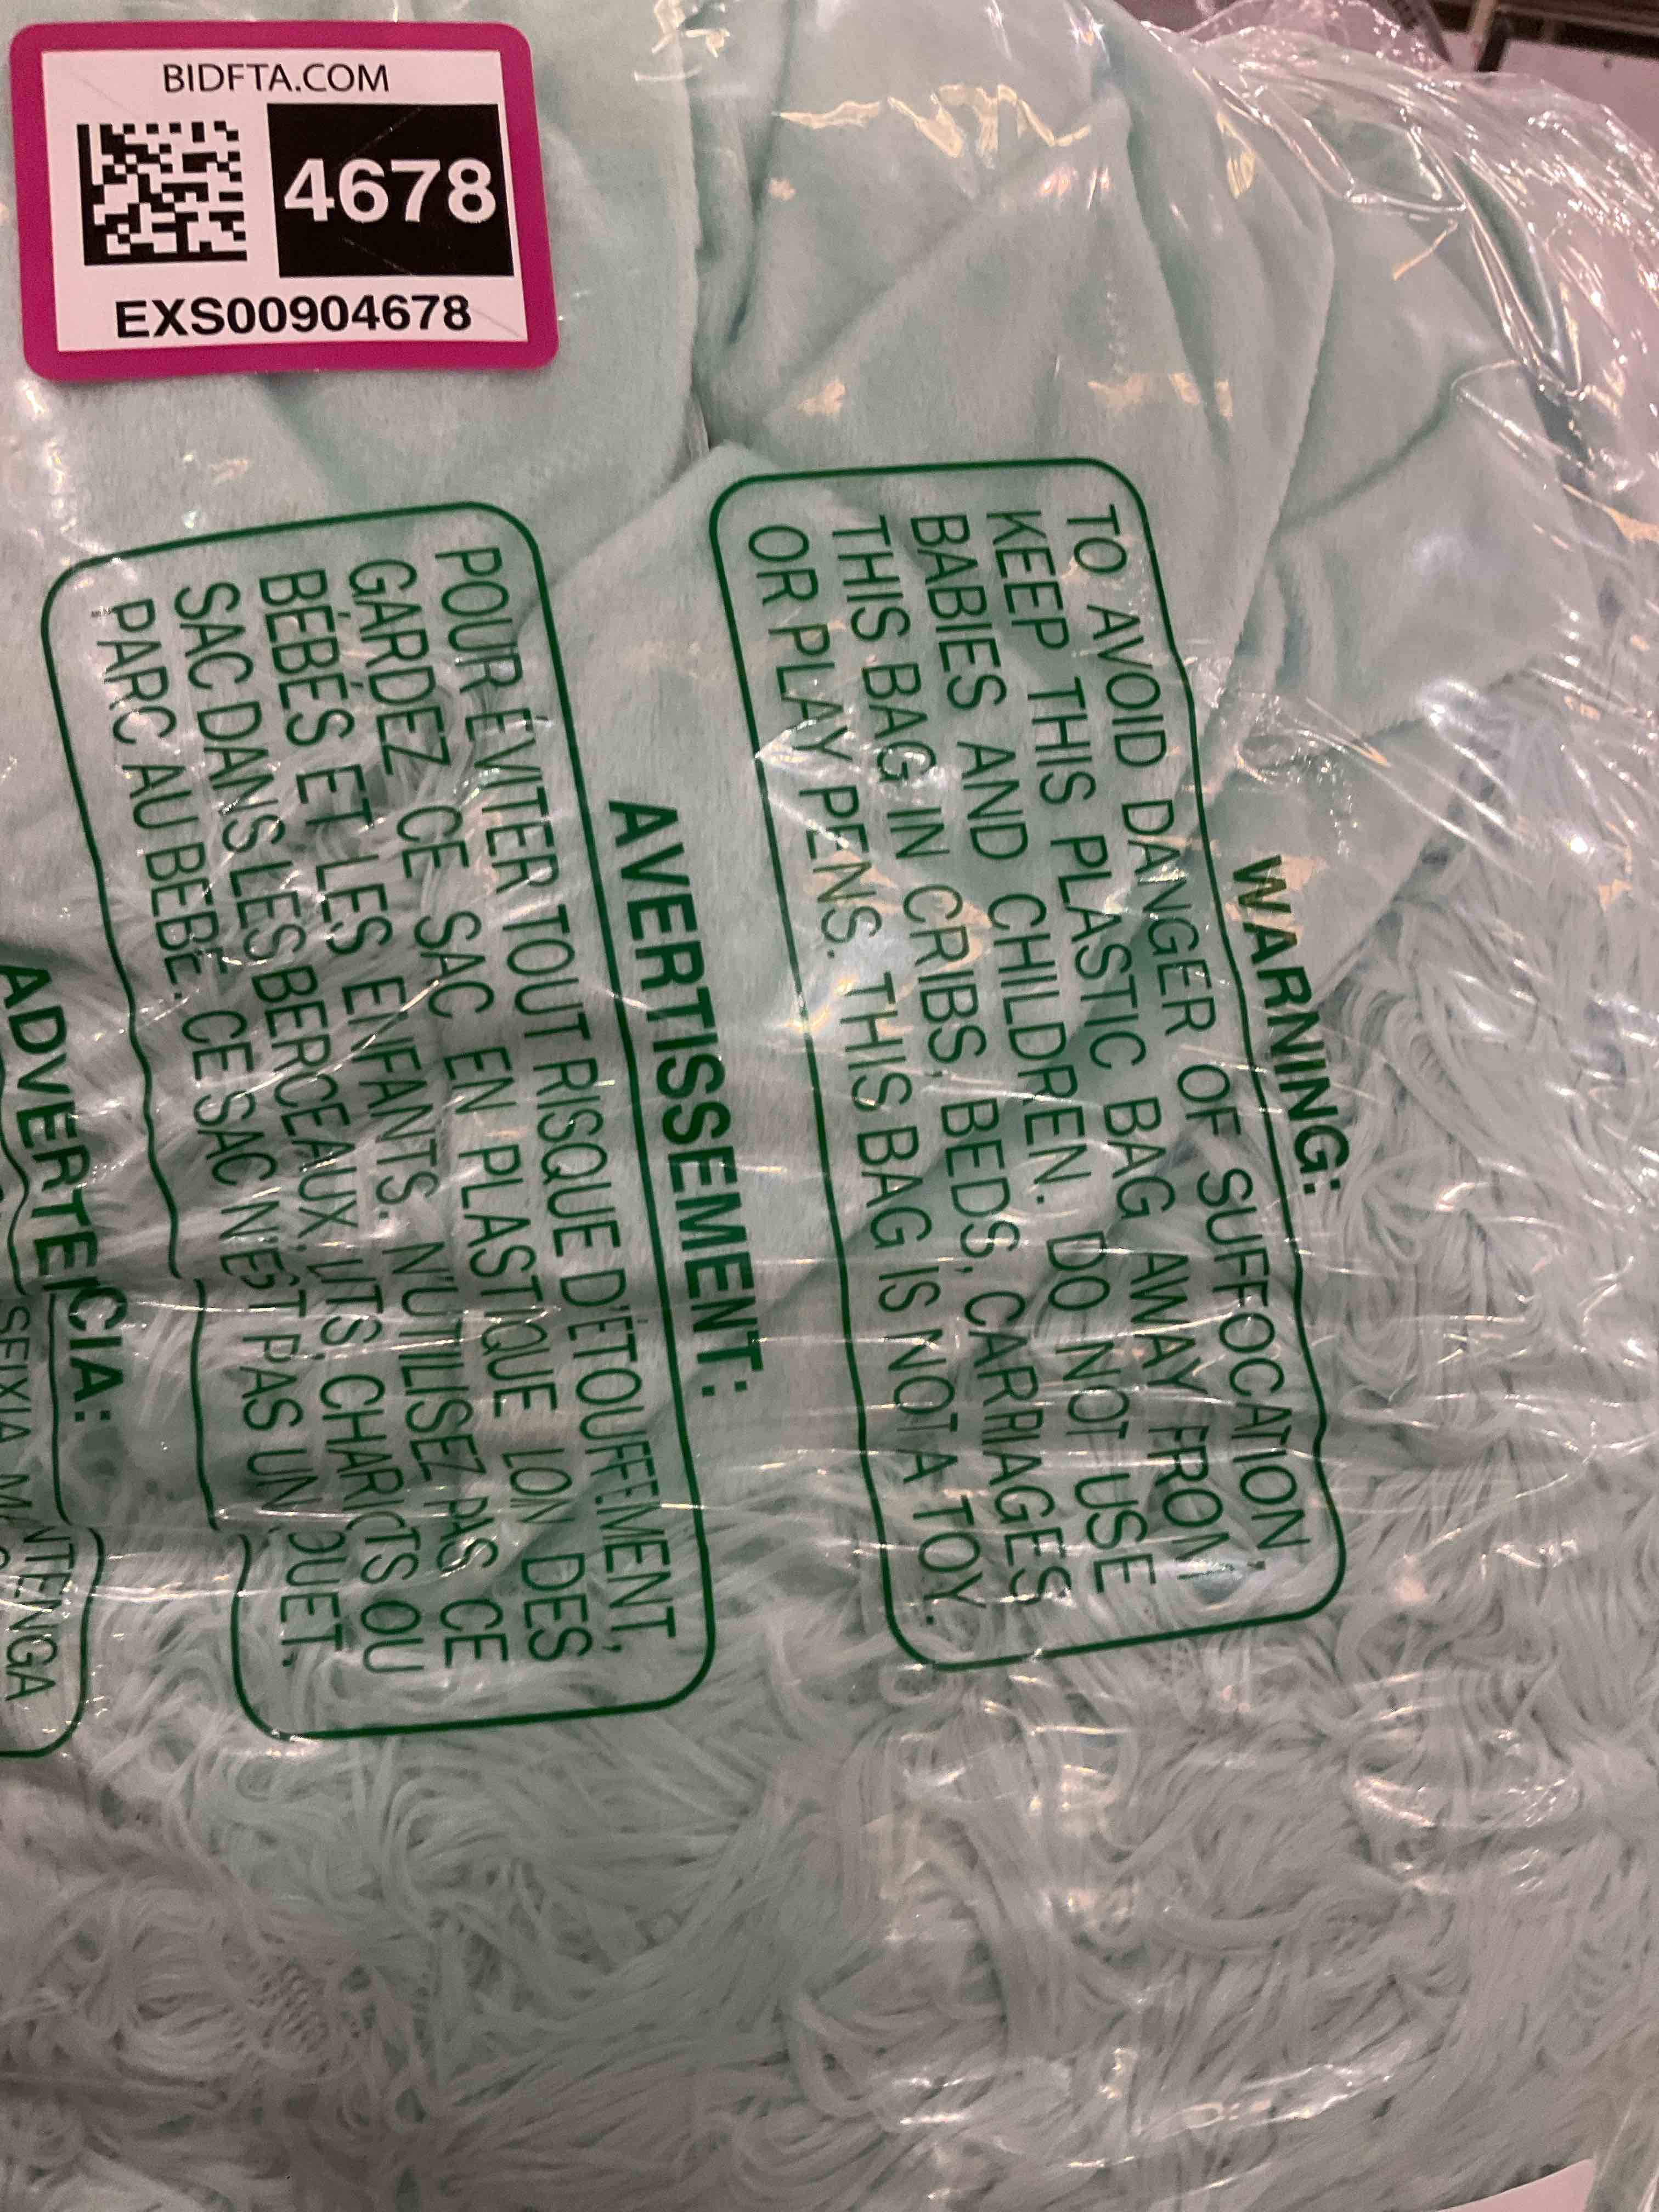 BIDFTA.COM
4678
EXS00904678
WARNING:
TO AVOID DANGER OF SUFFOCATION,
KEEP THIS PLASTIC BAG AWAY FROM
BABIES AND CHILDREN. DO NOT USE
THIS BAG IN CRIBS, BEDS, CARRIAGES
OR PLAY PENS. THIS BAG IS NOT A TOY.
AVERTISSEMENT:
POUR ÉVITER TOUT RISQUE D'ÉTOUFFEMENT,
GARDEZ CE SAC EN PLASTIQUE LOIN DES
BÉBÉS ET LES ENFANTS. N'UTILISEZ PAS CE
SAC DANS LES BERCEAUX, LITS, CHARIOTS OU
PARC AU BEBE. CE SAC N'EST PAS UN JOUET.
ADVERTENCIA:
MANTENGA